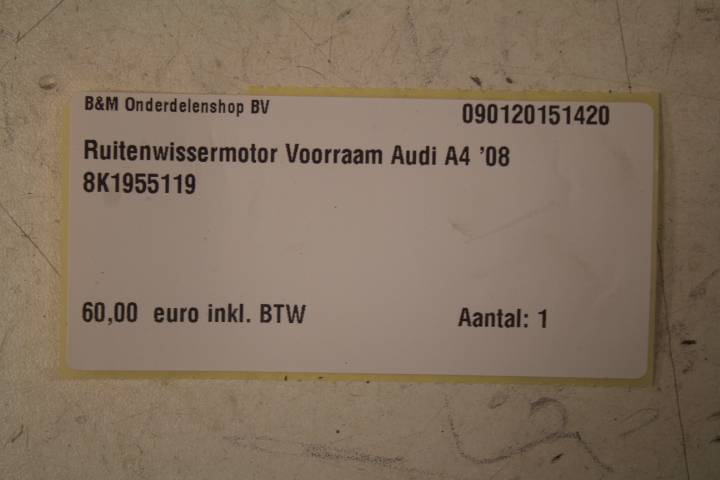 B&M Onderdelenshop BV 090120151420
Ruitenwissermotor Voorraam Audi A4 '08
8K1955119
60,00 euro inkl. BTW Aantal: 1